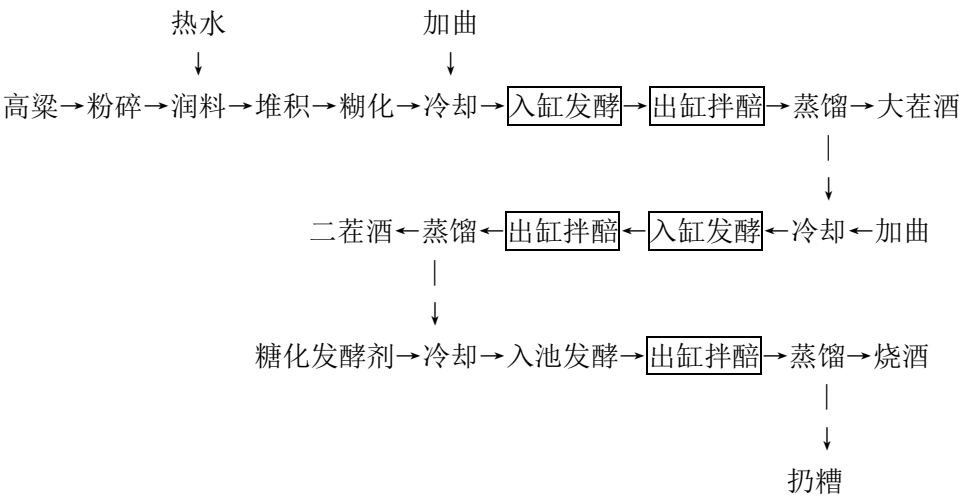 热水 加曲
↓ ↓
高粱→粉碎→润料→堆积→糊化→冷却→入缸发酵→出缸拌醅→蒸馏→大茬酒
|
↓
二茬酒←蒸馏←出缸拌醅←入缸发酵←冷却←加曲
|
↓
糖化发酵剂→冷却→入池发酵→出缸拌醅→蒸馏→烧酒
|
↓
扔糟